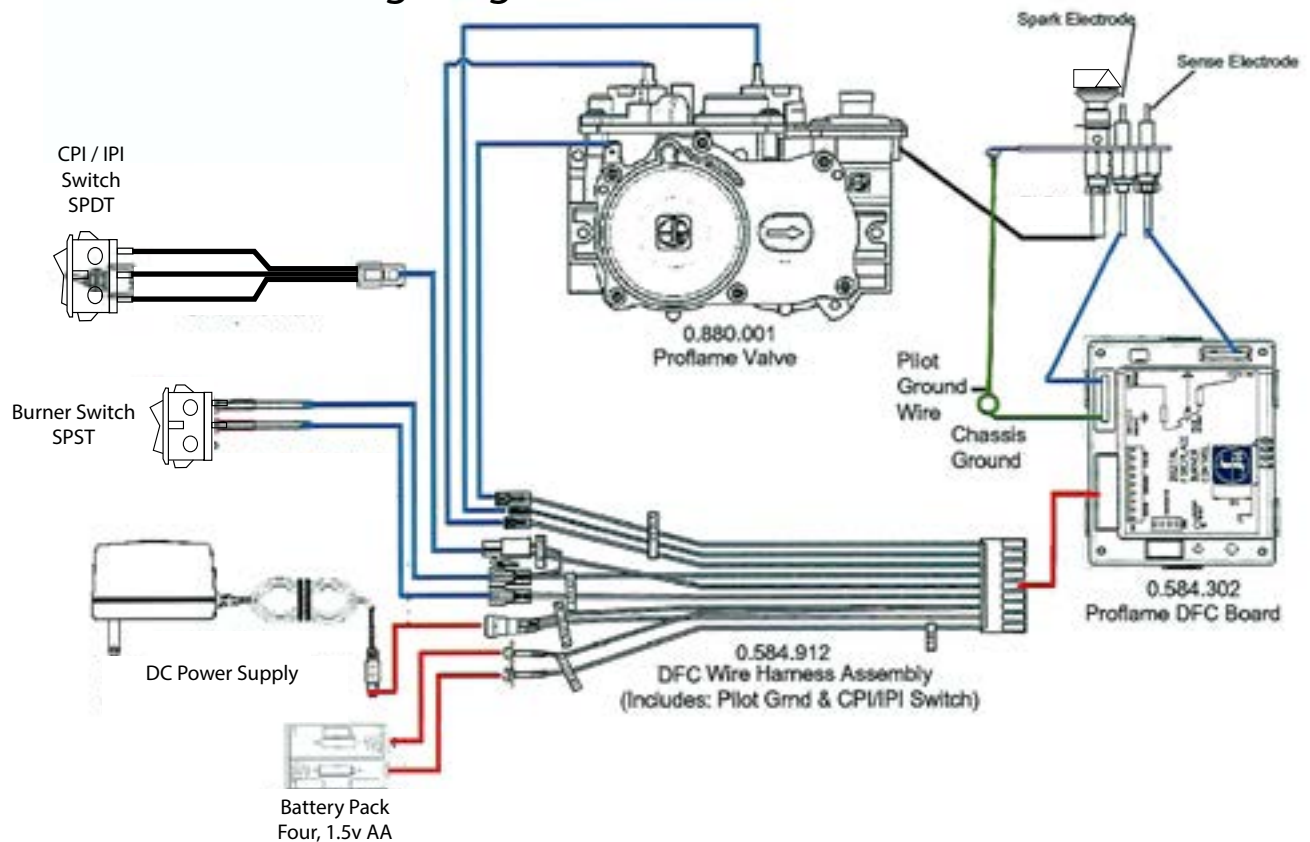 Spark Electrode
Sense Electrode
CPI / IPI
Switch
SPDT
0.880.001
Proflame Valve
Pilot
Ground
Wire
Chassis
Ground
Burner Switch
SPST
0.584.302
Proflame DFC Board
DC Power Supply
0.584.912
DFC Wire Harness Assembly
(Includes: Pilot Grnd & CPI/IPI Switch)
Battery Pack
Four, 1.5v AA